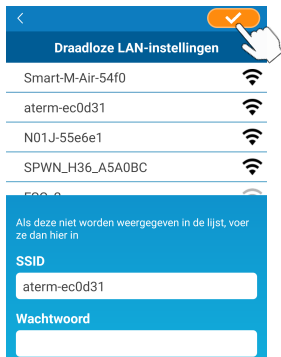 Draadloze LAN-instellingen
Smart-M-Air-54f0
aterm-ec0d31
N01J-55e6e1
SPWN_H36_A5A0BC
Als deze niet worden weergegeven in de lijst, voer
ze dan hier in
SSID
aterm-ec0d31
Wachtwoord